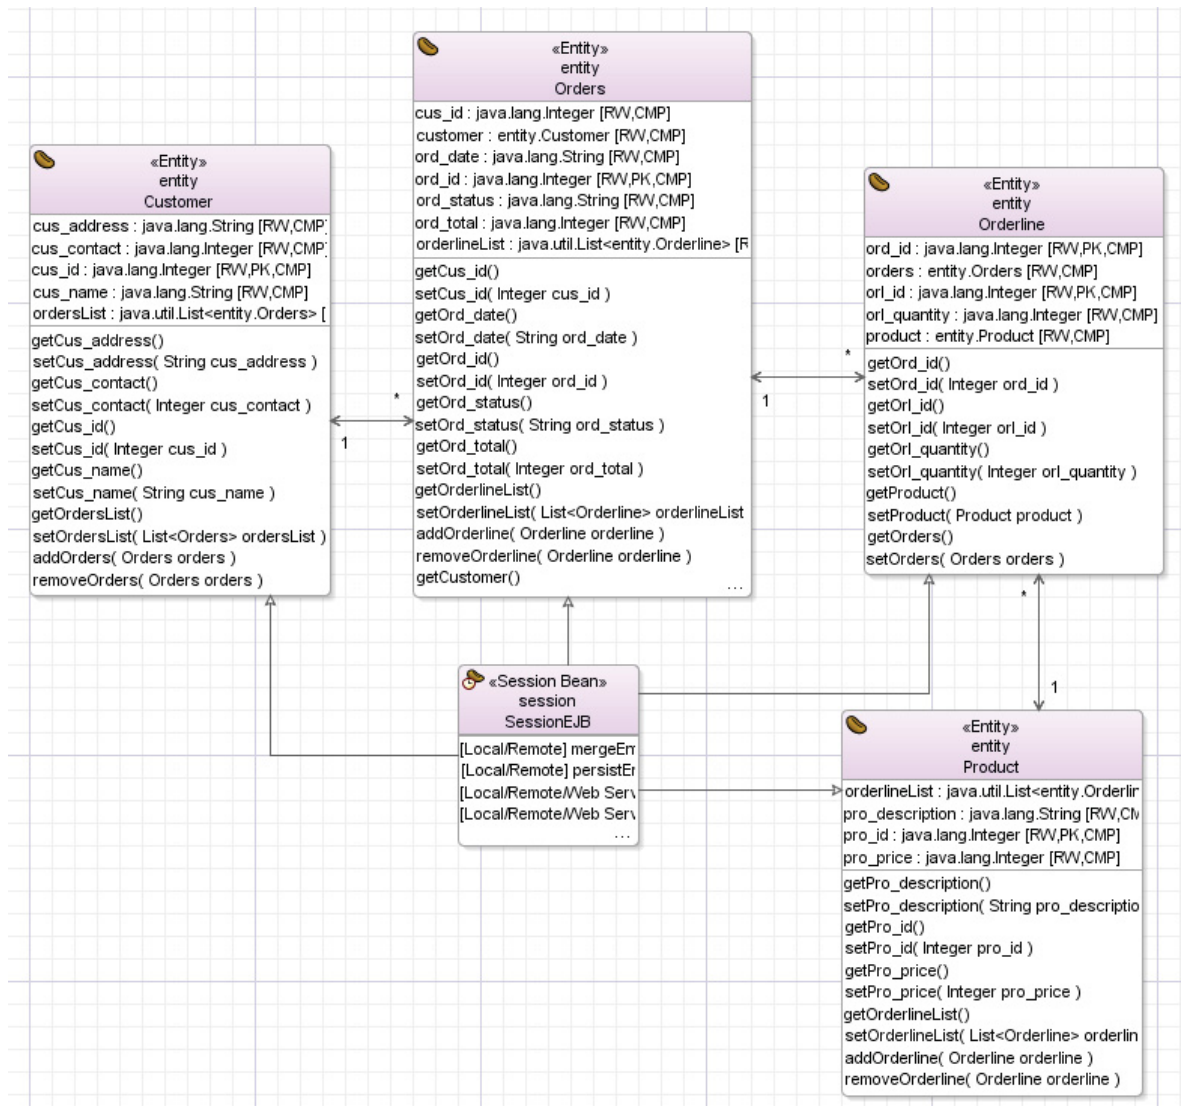 «Entity»
entity
Orders
cus_id : java.lang.Integer [RW,CMP]
customer : entity.Customer [RW,CMP]
ord_date : java.lang.String [RW,CMP]
ord_id : java.lang.Integer [RW,PK,CMP]
ord_status : java.lang.String [RW,CMP]
ord_total : java.lang.Integer [RW,CMP]
orderlineList : java.util.List<entity.Orderline> [R
getCus_id()
setCus_id( Integer cus_id )
getOrd_date()
setOrd_date( String ord_date )
getOrd_id()
setOrd_id( Integer ord_id )
getOrd_status()
setOrd_status( String ord_status )
getOrd_total()
setOrd_total( Integer ord_total )
getOrderlineList()
setOrderlineList( List<Orderline> orderlineList
addOrderline( Orderline orderline )
removeOrderline( Orderline orderline )
getCustomer()
...
«Entity»
entity
Customer
cus_address : java.lang.String [RW,CMP]
cus_contact : java.lang.Integer [RW,CMP]
cus_id : java.lang.Integer [RW,PK,CMP]
cus_name : java.lang.String [RW,CMP]
ordersList : java.util.List<entity.Orders> [
getCus_address()
setCus_address( String cus_address )
getCus_contact()
setCus_contact( Integer cus_contact )
getCus_id()
setCus_id( Integer cus_id )
getCus_name()
setCus_name( String cus_name )
getOrdersList()
setOrdersList( List<Orders> ordersList )
addOrders( Orders orders )
removeOrders( Orders orders )
*
1
«Entity»
entity
Orderline
ord_id : java.lang.Integer [RW,PK,CMP]
orders : entity.Orders [RW,CMP]
orl_id : java.lang.Integer [RW,PK,CMP]
orl_quantity : java.lang.Integer [RW,CMP]
product : entity.Product [RW,CMP]
getOrd_id()
setOrd_id( Integer ord_id )
getOrl_id()
setOrl_id( Integer orl_id )
getOrl_quantity()
setOrl_quantity( Integer orl_quantity )
getProduct()
setProduct( Product product )
getOrders()
setOrders( Orders orders )
*
1
*
1
«Session Bean»
session
SessionEJB
[Local/Remote] mergeEn
[Local/Remote] persistEn
[Local/Remote/Web Serv
[Local/Remote/Web Serv
...
«Entity»
entity
Product
orderlineList : java.util.List<entity.Orderlin
pro_description : java.lang.String [RW,CM
pro_id : java.lang.Integer [RW,PK,CMP]
pro_price : java.lang.Integer [RW,CMP]
getPro_description()
setPro_description( String pro_descriptio
getPro_id()
setPro_id( Integer pro_id )
getPro_price()
setPro_price( Integer pro_price )
getOrderlineList()
setOrderlineList( List<Orderline> orderlin
addOrderline( Orderline orderline )
removeOrderline( Orderline orderline )